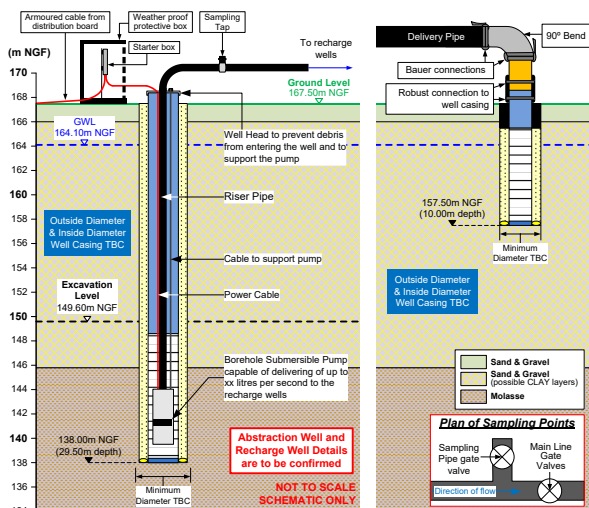 Armoured cable from
distribution board
Weather proof
protective box
Starter box
Sampling
Tap
To recharge
wells
(m NGF)
170
168
166
164
162
160
158
156
154
152
150
148
146
144
142
140
138
136
Ground Level
167.50m NGF
GWL
164.10m NGF
Well Head to prevent debris
from entering the well and to
support the pump
Riser Pipe
Outside Diameter
& Inside Diameter
Well Casing TBC
Cable to support pump
Excavation
Level
149.60m NGF
Power Cable
Borehole Submersible Pump
capable of delivering of up to
xx litres per second to the
recharge wells
138.00m NGF
(29.50m depth)
Minimum
Diameter TBC
Abstraction Well and
Recharge Well Details
are to be confirmed
NOT TO SCALE
SCHEMATIC ONLY
Delivery Pipe
90º Bend
Bauer connections
Robust connection to
well casing
157.50m NGF
(10.00m depth)
Minimum
Diameter TBC
Outside Diameter
& Inside Diameter
Well Casing TBC
Sand & Gravel
Sand & Gravel
(possible CLAY layers)
Molasse
Plan of Sampling Points
Sampling
Pipe gate
valve
Main Line
Gate
Valves
Direction of flow